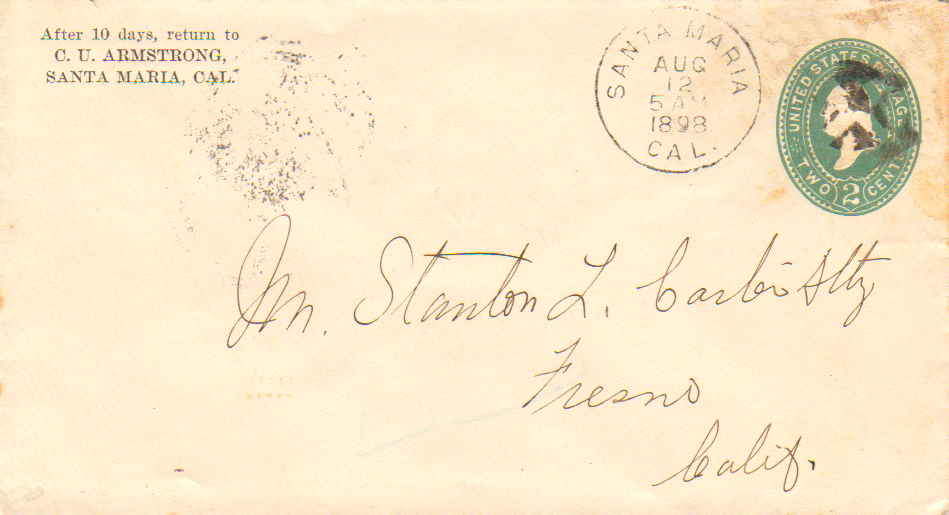 After 10 days, return to
C. U. ARMSTRONG,
SANTA MARIA, CAL.
SANTA MARIA
AUG
12
5 AM
1898
CAL.
UNITED STATES POSTAGE
TWO 2 CENTS
Mr. Stanton L. Atty
Fresno
Calif.